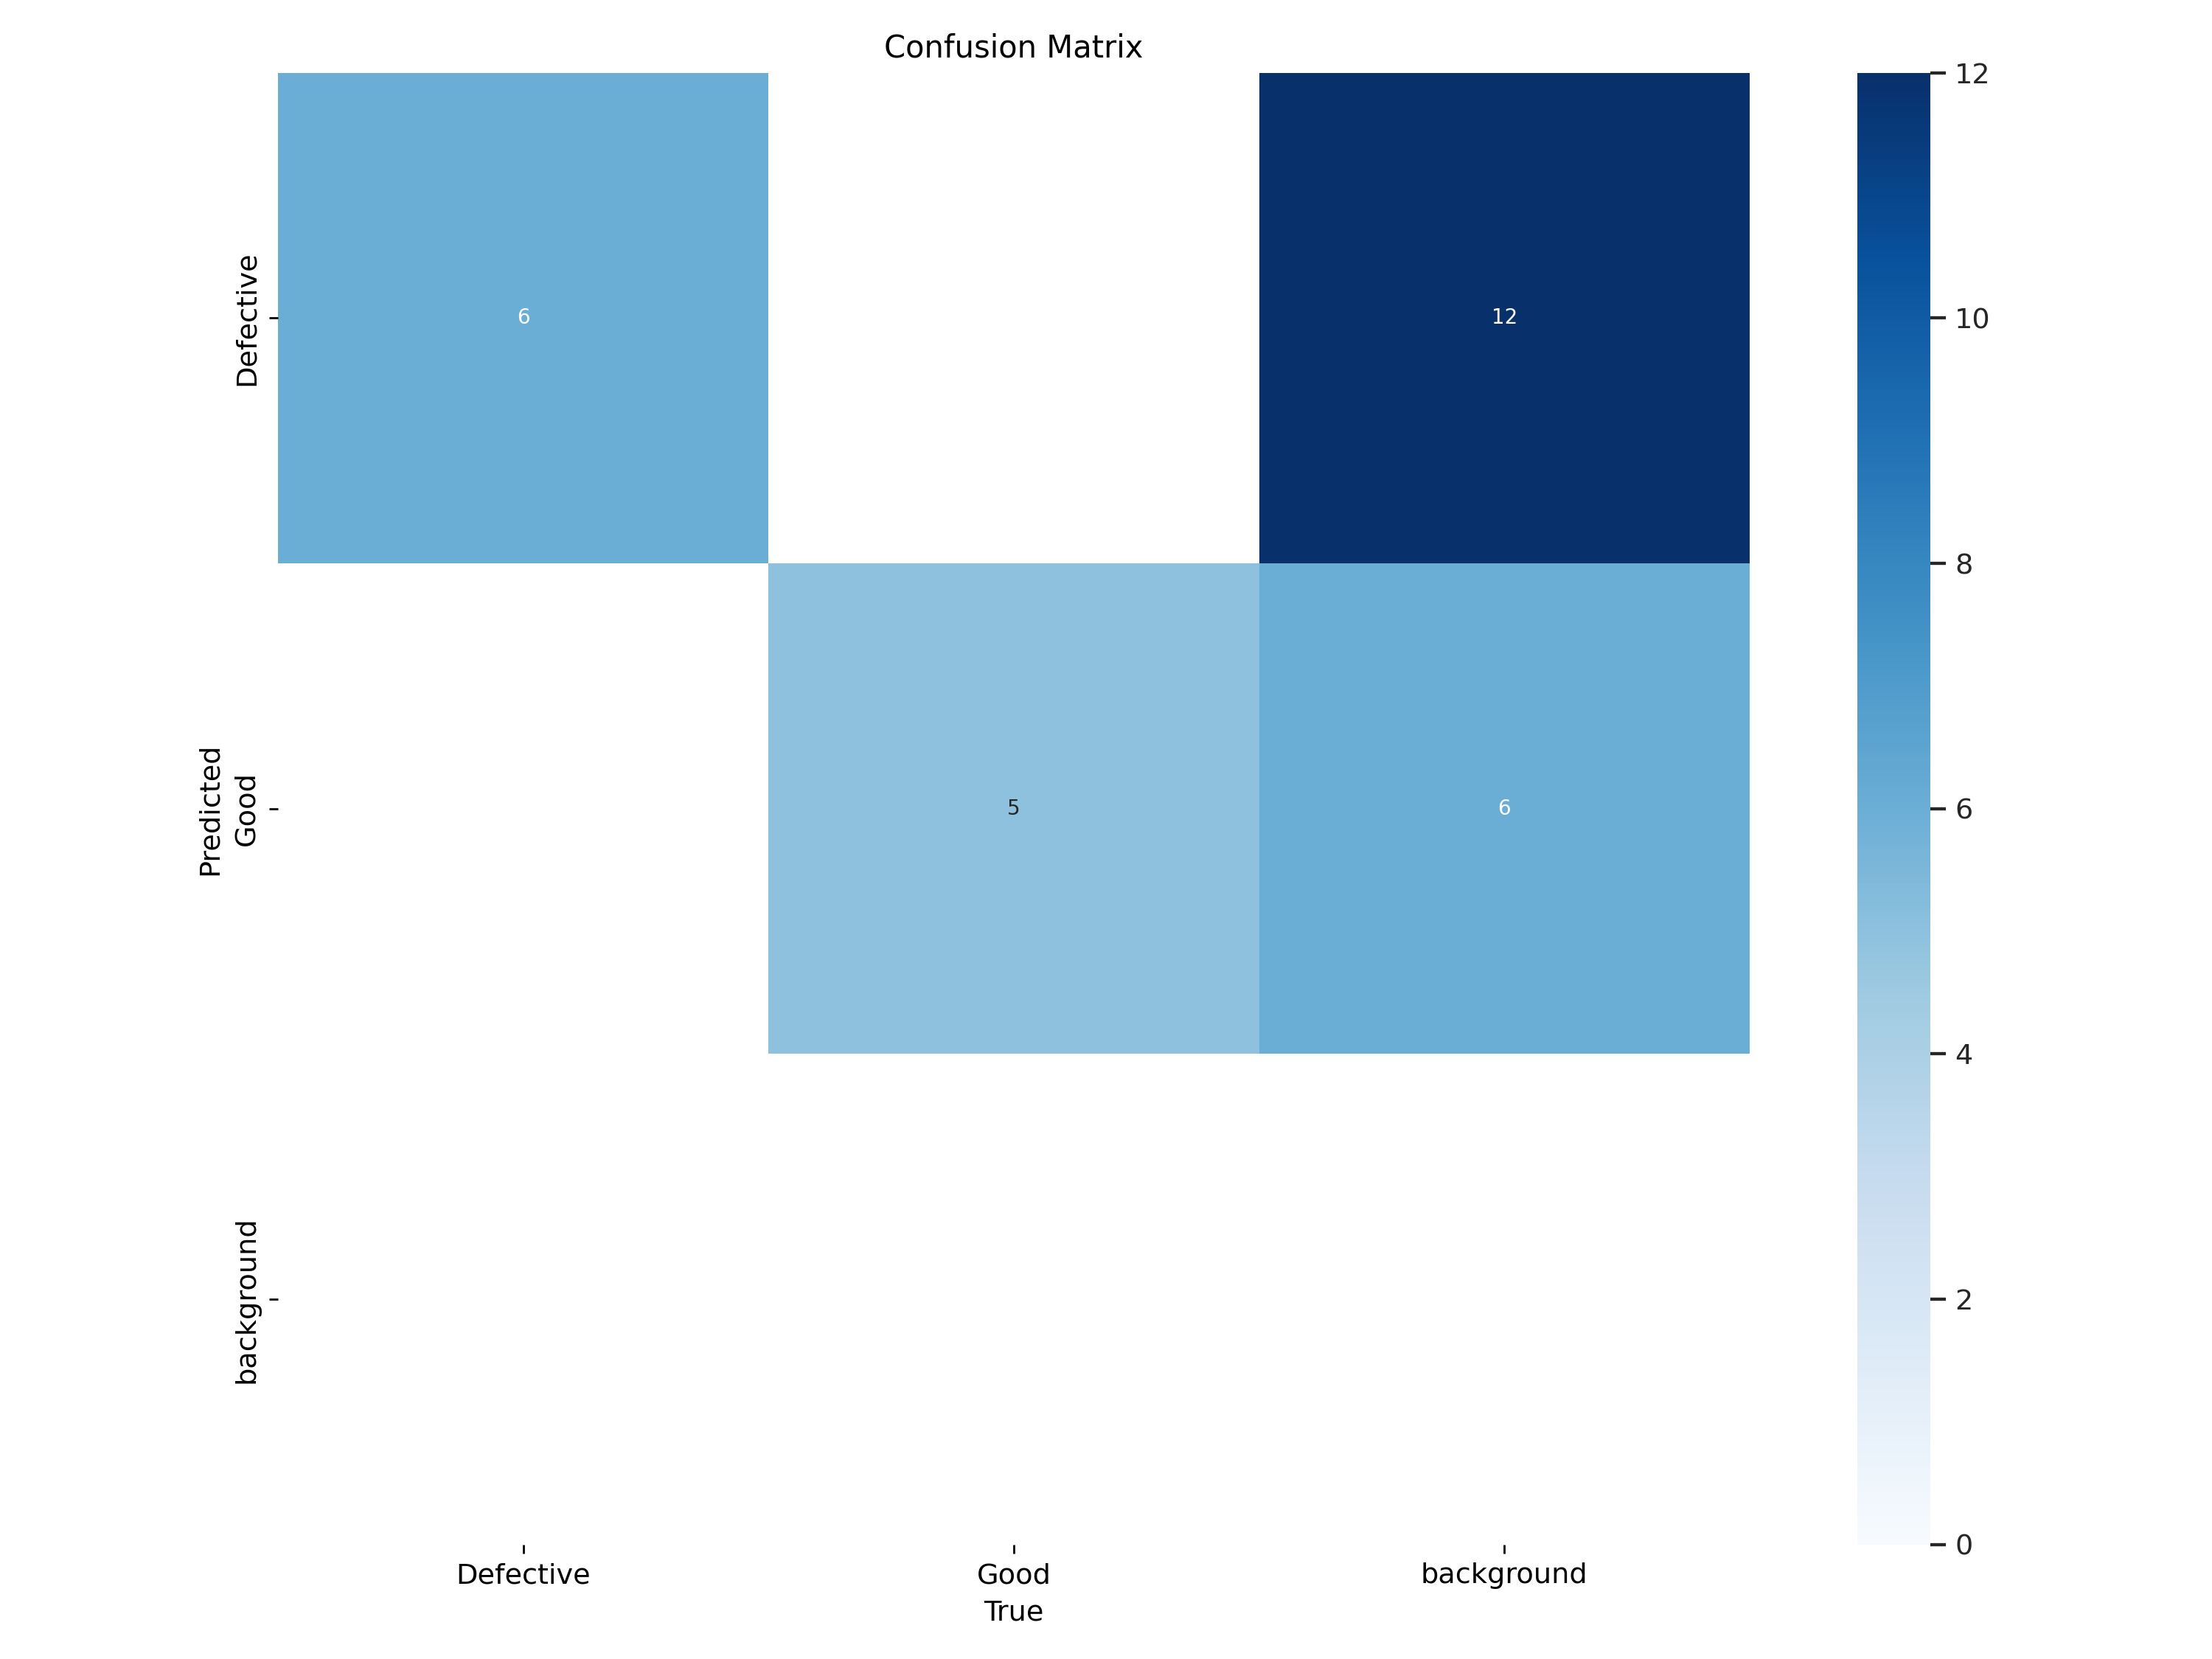 Confusion Matrix
Defective
Good
background
Predicted
6
12
5
6
Defective
Good
background
True
12
10
8
6
4
2
0